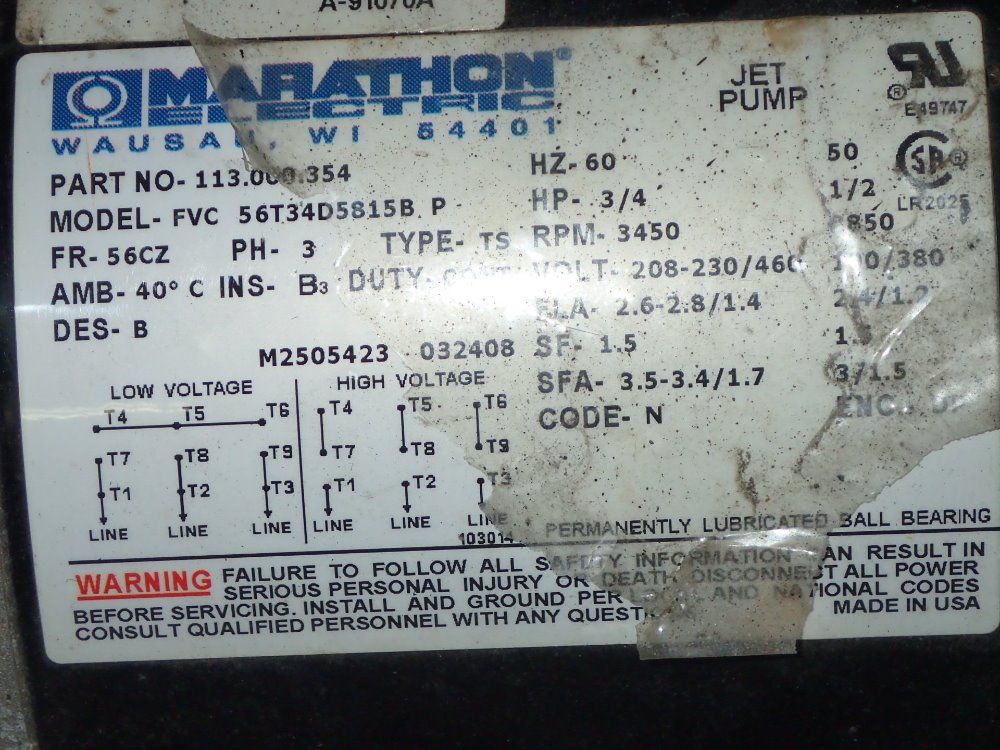 A-91070A
MARATHON®
ELECTRIC
WAUSAU, WI 54401
JET
PUMP
®
E49747
®
LR2025
PART NO- 113.000.354
MODEL- FVC 56T34D5815B P
FR- 56CZ PH- 3 TYPE- TS
AMB- 40° C INS- B3 DUTY-
DES- B
M2505423 032408
HZ- 60 50
HP- 3/4 1/2
RPM- 3450
VOLT- 208-230/460
FLA- 2.6-2.8/1.4
SF- 1.5
SFA- 3.5-3.4/1.7 3/1.5
CODE- N
LOW VOLTAGE HIGH VOLTAGE
T4 T5 T6 T4 T5 T6
T7 T8 T9 T7 T8 T9
T1 T2 T3 T1 T2 T3
LINE LINE LINE LINE LINE LINE
PERMANENTLY LUBRICATED BALL BEARING
WARNING FAILURE TO FOLLOW ALL SAFETY INFORMATION CAN RESULT IN
SERIOUS PERSONAL INJURY OR DEATH DISCONNECT ALL POWER
BEFORE SERVICING. INSTALL AND GROUND PER LOCAL AND NATIONAL CODES
CONSULT QUALIFIED PERSONNEL WITH ANY MADE IN USA